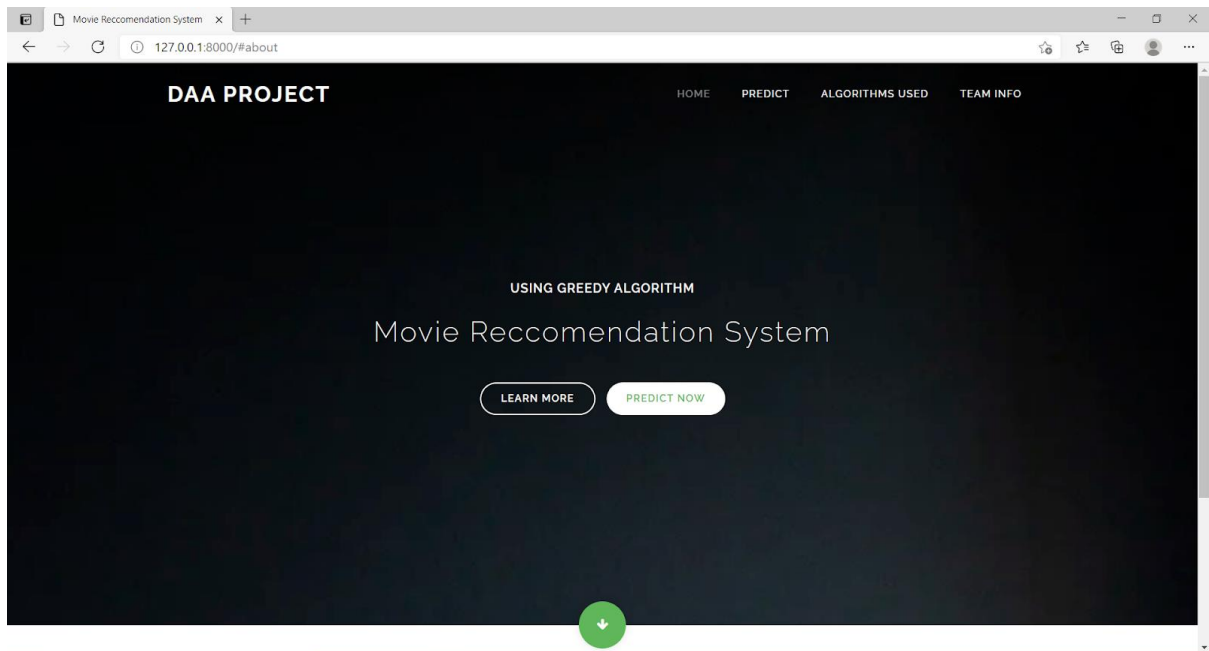 Movie Reccomendation System
127.0.0.1:8000/#about
DAA PROJECT
HOME PREDICT ALGORITHMS USED TEAM INFO
USING GREEDY ALGORITHM
Movie Reccomendation System
LEARN MORE PREDICT NOW